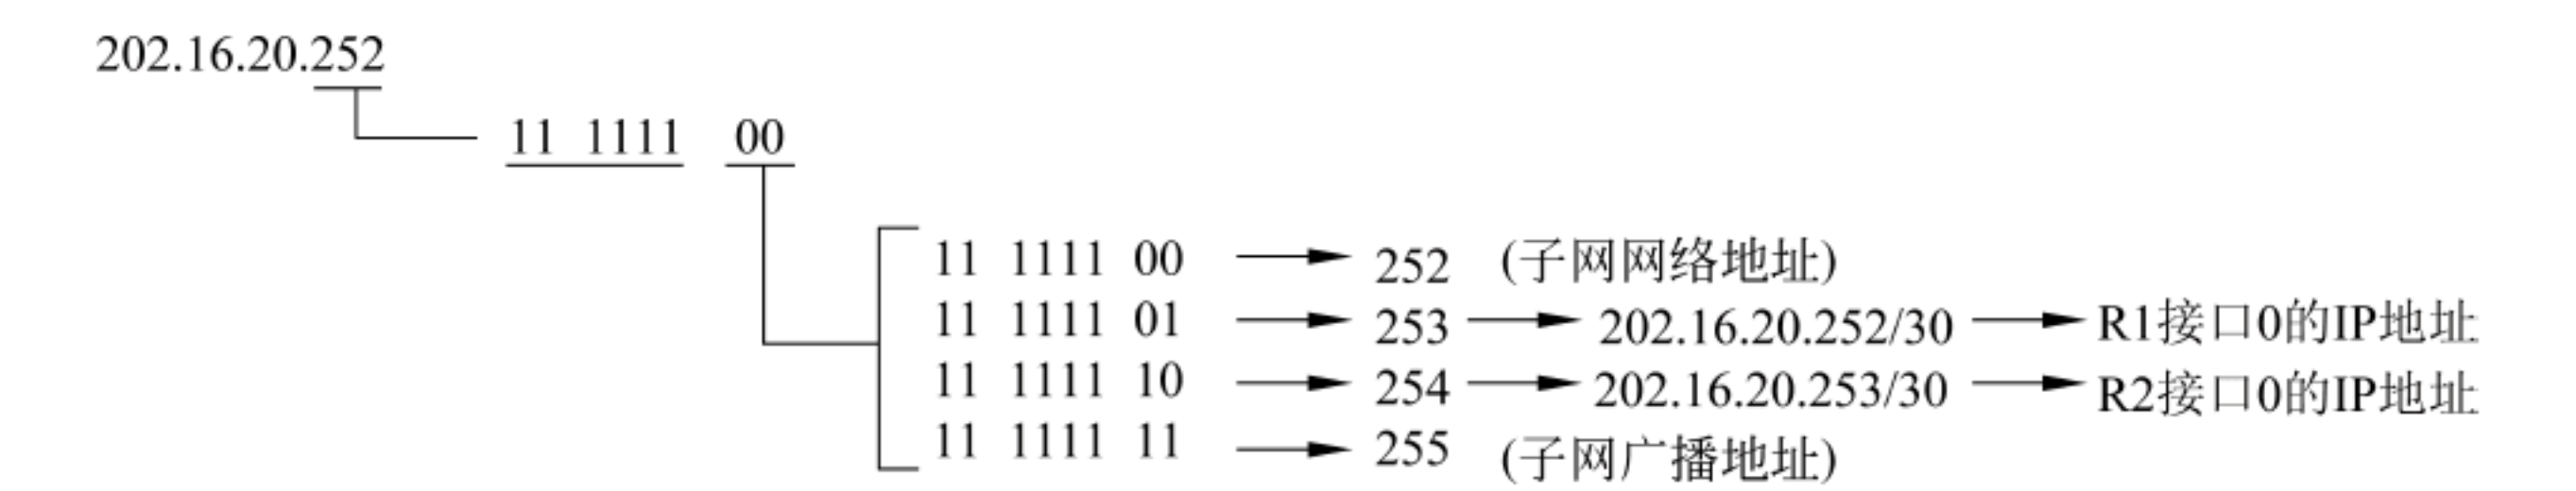 202.16.20.252
11 1111 00
11 1111 00 252 (子网网络地址)
11 1111 01 253 202.16.20.252/30 R1接口0的IP地址
11 1111 10 254 202.16.20.253/30 R2接口0的IP地址
11 1111 11 255 (子网广播地址)